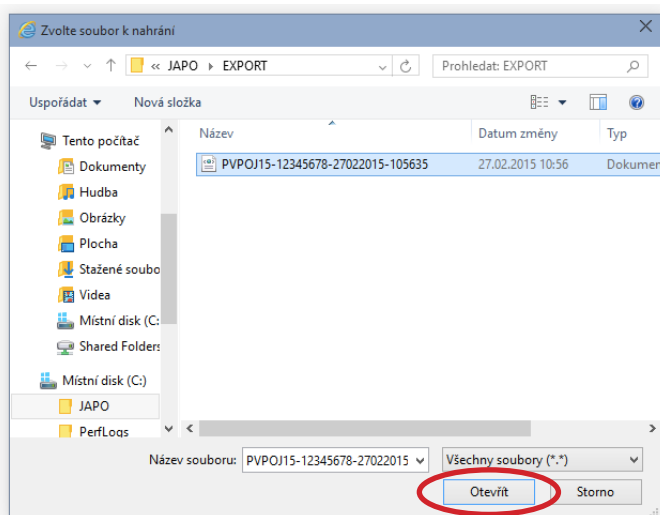 Zvolte soubor k nahrání
« JAPO EXPORT
Prohledat: EXPORT
Uspořádat Nová složka
Název Datum změny Typ
Tento počítač
PVPOJ15-12345678-27022015-105635 27.02.2015 10:56 Dokumen
Dokumenty
Hudba
Obrázky
Plocha
Stažené soubo
Videa
Místní disk (C:
Shared Folders
Místní disk (C:)
JAPO
PerfLogs
Název souboru: PVPOJ15-12345678-27022015 Všechny soubory (*.*)
Otevřít Storno